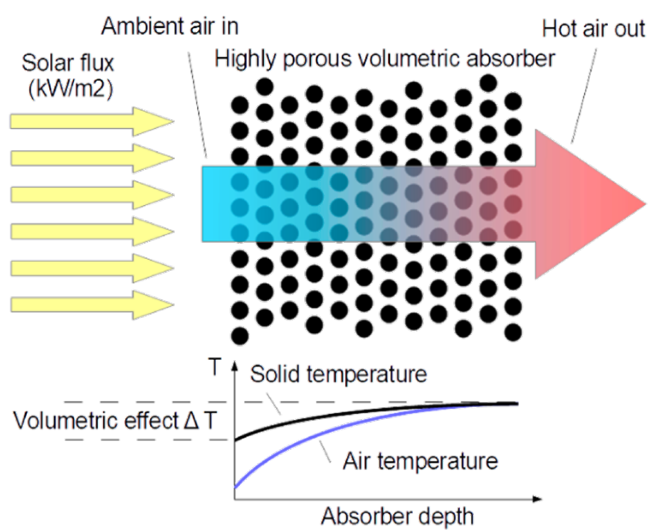 Ambient air in
Hot air out
Solar flux
(kW/m2)
Highly porous volumetric absorber
T
Solid temperature
Volumetric effect Δ T
Air temperature
Absorber depth